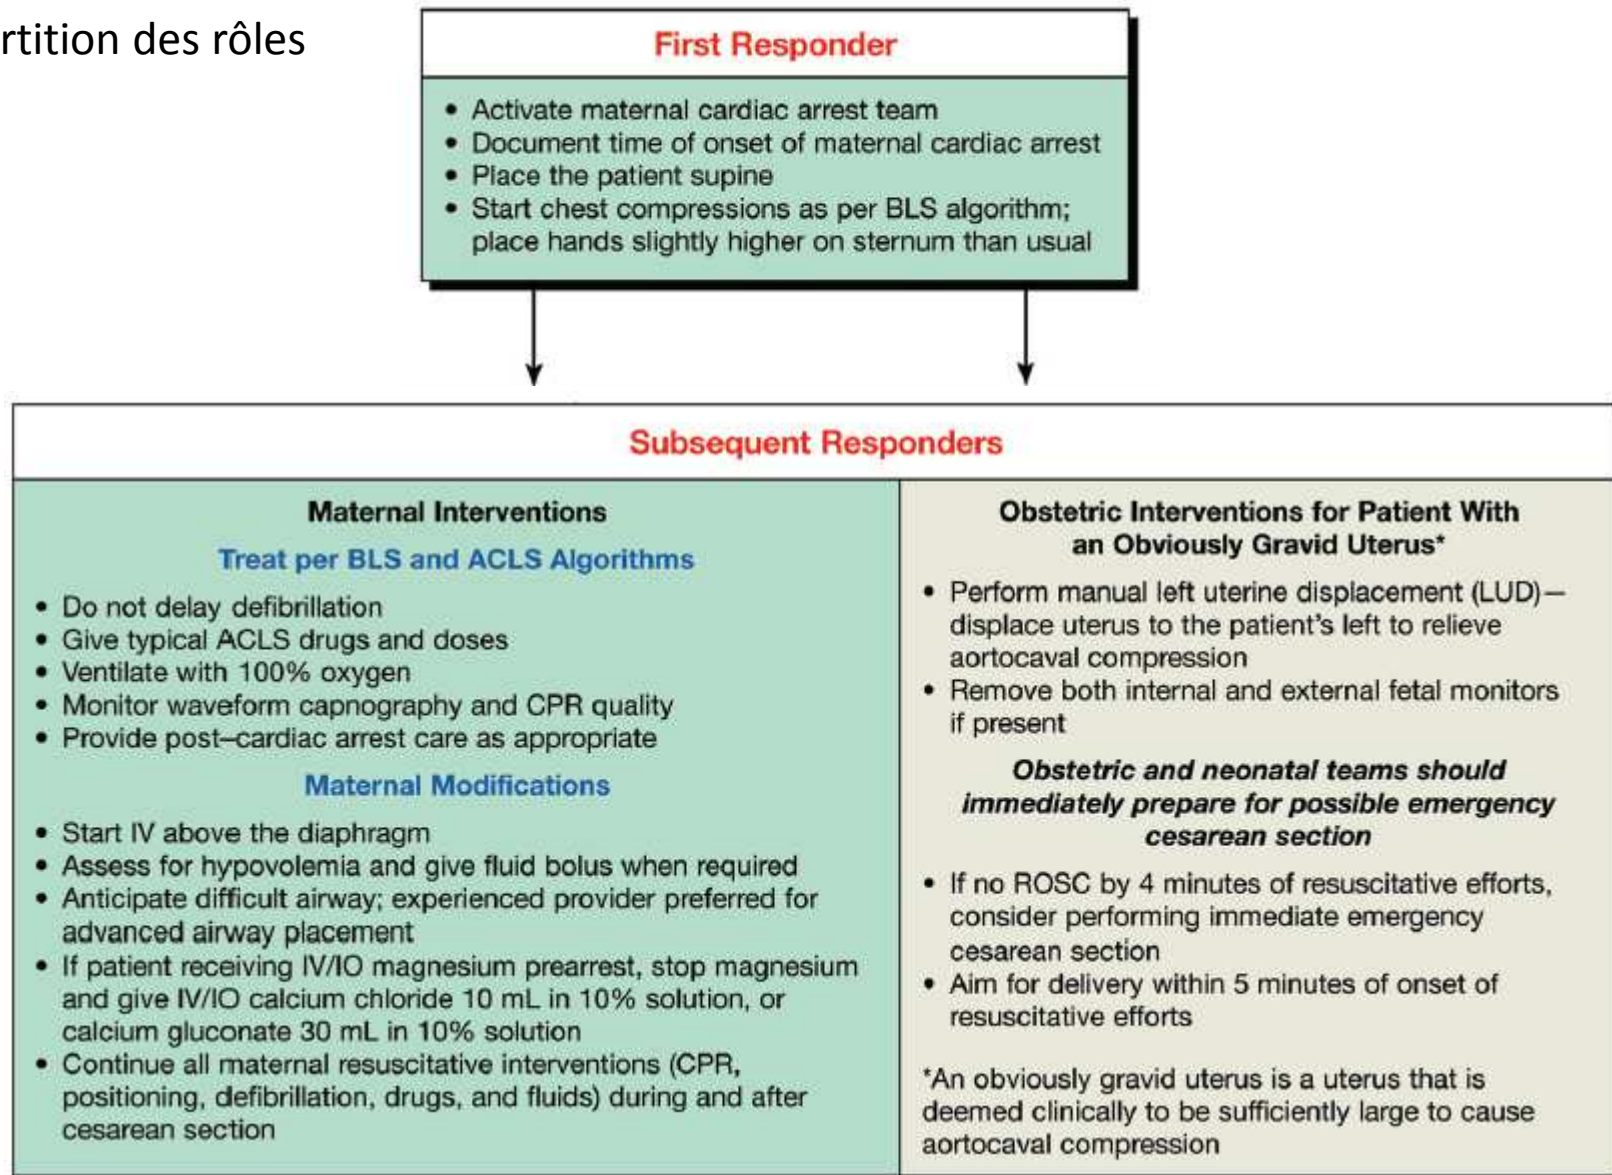 rtition des rôles
First Responder
• Activate maternal cardiac arrest team
• Document time of onset of maternal cardiac arrest
• Place the patient supine
• Start chest compressions as per BLS algorithm;
place hands slightly higher on sternum than usual
Subsequent Responders
Maternal Interventions
Treat per BLS and ACLS Algorithms
• Do not delay defibrillation
• Give typical ACLS drugs and doses
• Ventilate with 100% oxygen
• Monitor waveform capnography and CPR quality
• Provide post–cardiac arrest care as appropriate
Maternal Modifications
• Start IV above the diaphragm
• Assess for hypovolemia and give fluid bolus when required
• Anticipate difficult airway; experienced provider preferred for
advanced airway placement
• If patient receiving IV/IO magnesium prearrest, stop magnesium
and give IV/IO calcium chloride 10 mL in 10% solution, or
calcium gluconate 30 mL in 10% solution
• Continue all maternal resuscitative interventions (CPR,
positioning, defibrillation, drugs, and fluids) during and after
cesarean section
Obstetric Interventions for Patient With
an Obviously Gravid Uterus*
• Perform manual left uterine displacement (LUD)—
displace uterus to the patient's left to relieve
aortocaval compression
• Remove both internal and external fetal monitors
if present
Obstetric and neonatal teams should
immediately prepare for possible emergency
cesarean section
• If no ROSC by 4 minutes of resuscitative efforts,
consider performing immediate emergency
cesarean section
• Aim for delivery within 5 minutes of onset of
resuscitative efforts
*An obviously gravid uterus is a uterus that is
deemed clinically to be sufficiently large to cause
aortocaval compression